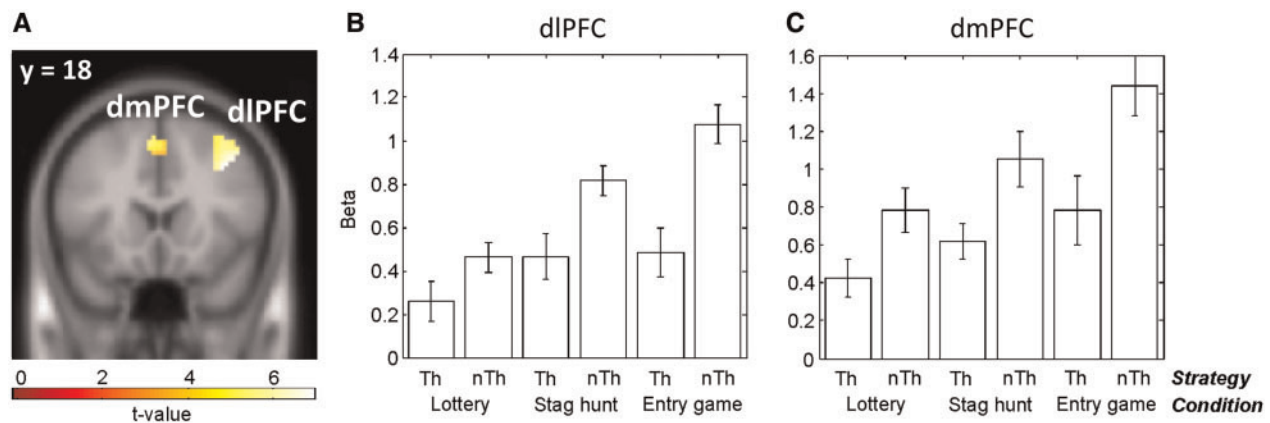 A
y = 18
dmPFC dlPFC
0 2 4 6
t-value
B
dlPFC
1.4
1.2
1
0.8
0.6
0.4
0.2
0
Beta
Th nTh Th nTh Th nTh
Lottery Stag hunt Entry game
C
dmPFC
1.6
1.4
1.2
1
0.8
0.6
0.4
0.2
0
Th nTh Th nTh Th nTh Strategy
Lottery Stag hunt Entry game Condition